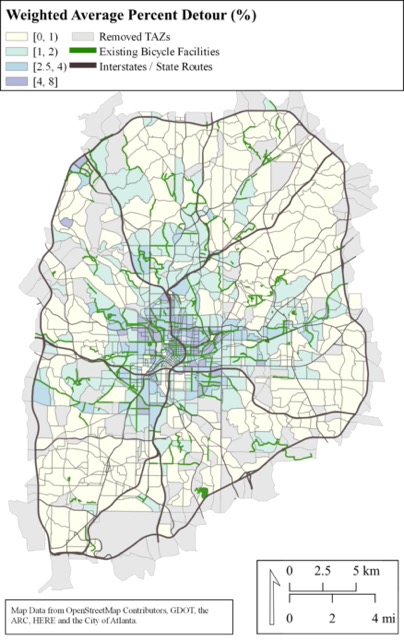 Weighted Average Percent Detour (%)
[0, 1) Removed TAZs
[1, 2) Existing Bicycle Facilities
[2.5, 4) Interstates / State Routes
[4, 8]
0 2.5 5 km
0 2 4 mi
Map Data from OpenStreetMap Contributors, GDOT, the
ARC, HERE and the City of Atlanta.